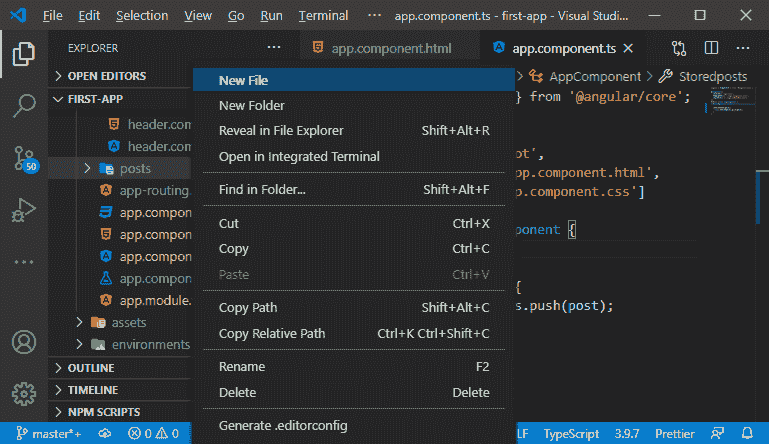 File Edit Selection View Go Run Terminal ... app.component.ts - first-app - Visual Studi...
EXPLORER ...
app.component.html
app.component.ts
OPEN EDITORS
FIRST-APP
header.com
header.com
posts
app-routing.
app.compo
app.compo
app.compo
app.compo
app.module.
assets
environments
OUTLINE
TIMELINE
NPM SCRIPTS
50
New File
New Folder
Reveal in File Explorer Shift+Alt+R
Open in Integrated Terminal
Find in Folder... Shift+Alt+F
Cut Ctrl+X
Copy Ctrl+C
Paste Ctrl+V
Copy Path Shift+Alt+C
Copy Relative Path Ctrl+K Ctrl+Shift+C
Rename F2
Delete Delete
Generate .editorconfig
> AppComponent > Storedposts
} from '@angular/core';
ot',
pp.component.html',
p.component.css']
ponent {
{
s.push(post);
master*+ 0 0 LF TypeScript 3.9.7 Prettier